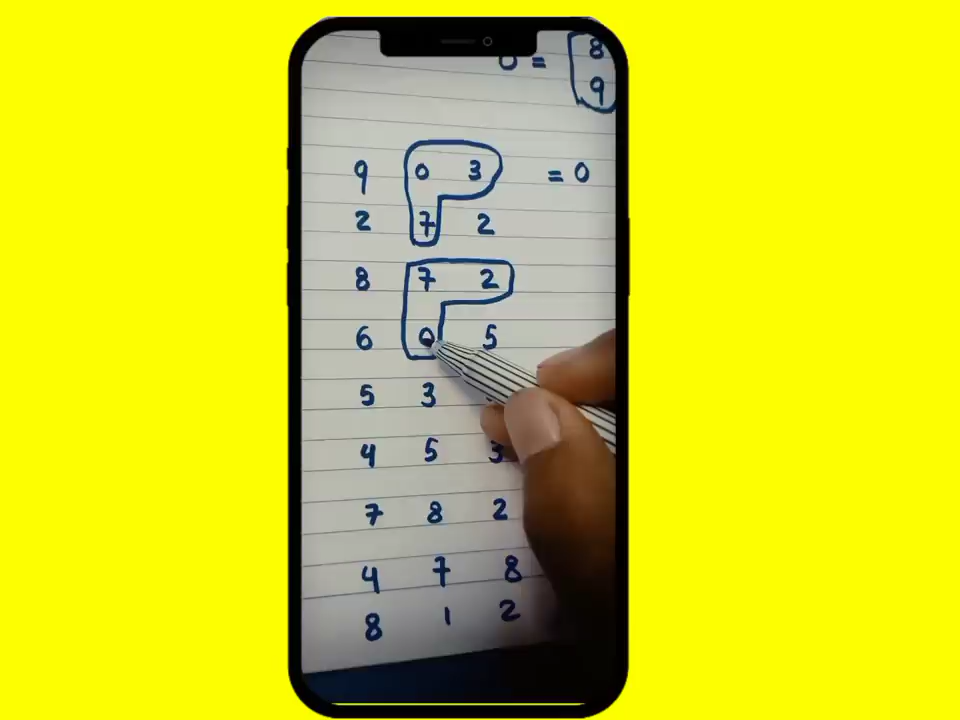 0 = 8
9
9 0 3 = 0
2 7 2
8 7 2
6 0 5
5 3
4 5 3
7 8 2
4 7 8
8 1 2